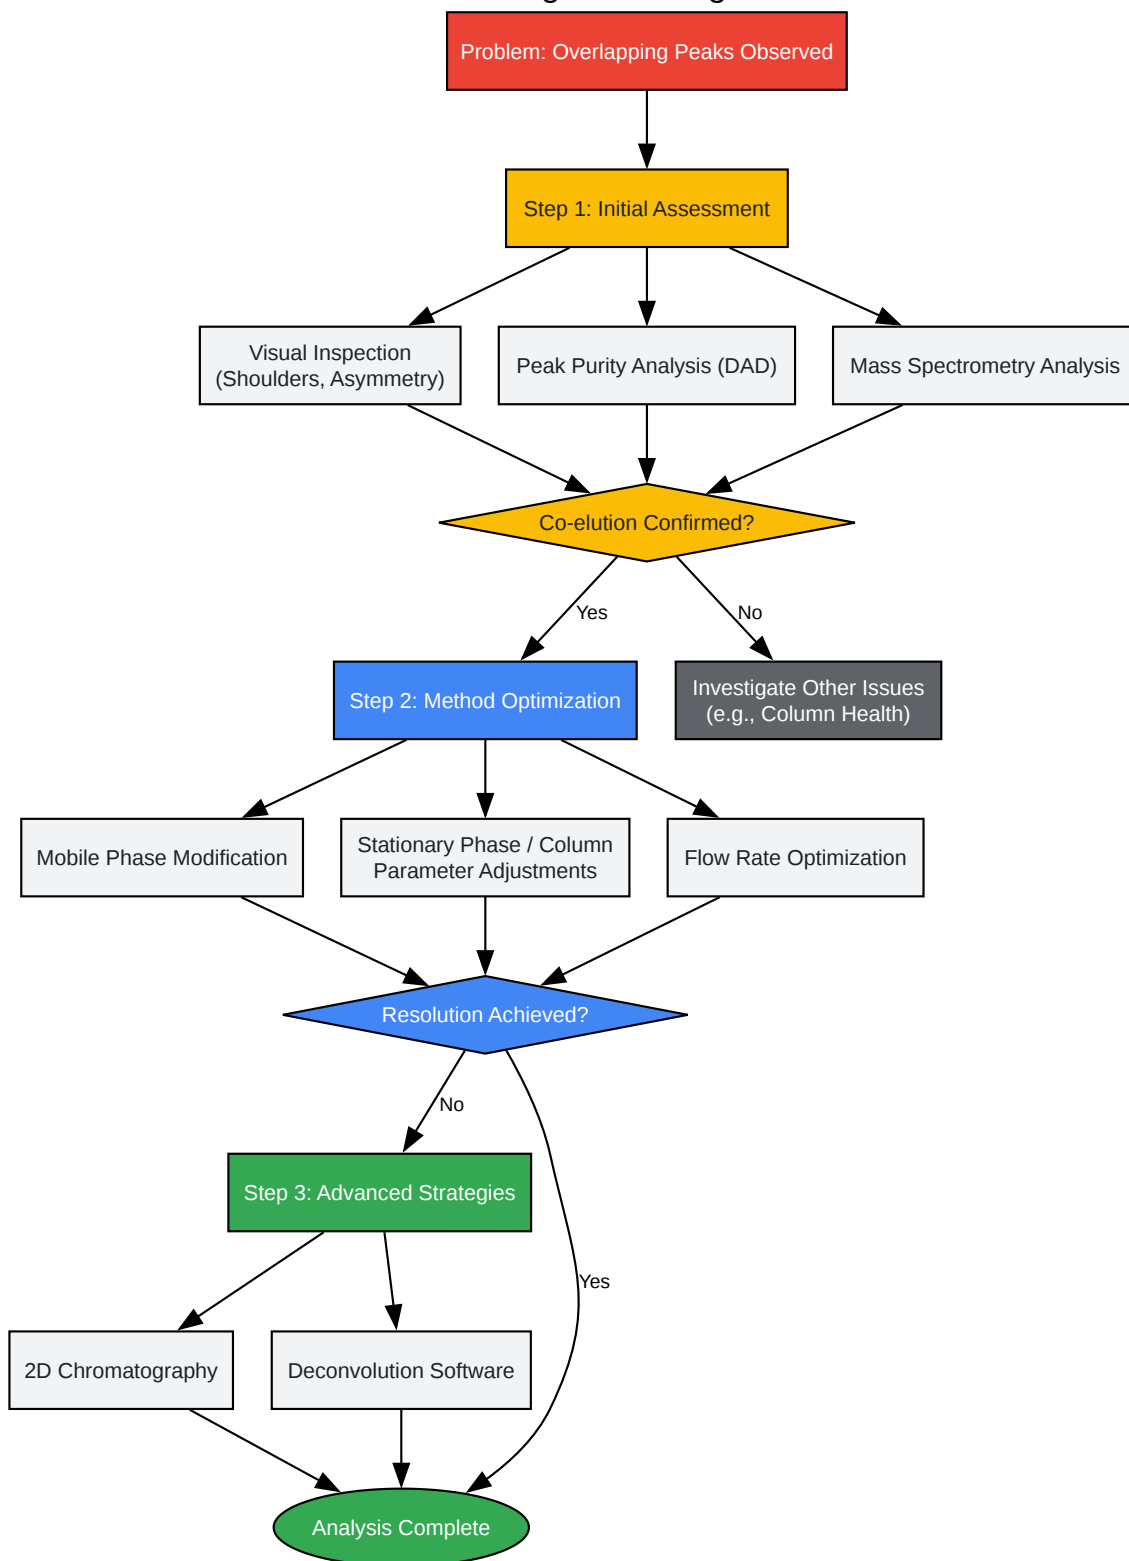 Problem: Overlapping Peaks Observed
Step 1: Initial Assessment
Visual Inspection
(Shoulders, Asymmetry)
Peak Purity Analysis (DAD)
Mass Spectrometry Analysis
Co-elution Confirmed?
Yes
No
Step 2: Method Optimization
Investigate Other Issues
(e.g., Column Health)
Mobile Phase Modification
Stationary Phase / Column
Parameter Adjustments
Flow Rate Optimization
Resolution Achieved?
No
Step 3: Advanced Strategies
Yes
2D Chromatography
Deconvolution Software
Analysis Complete